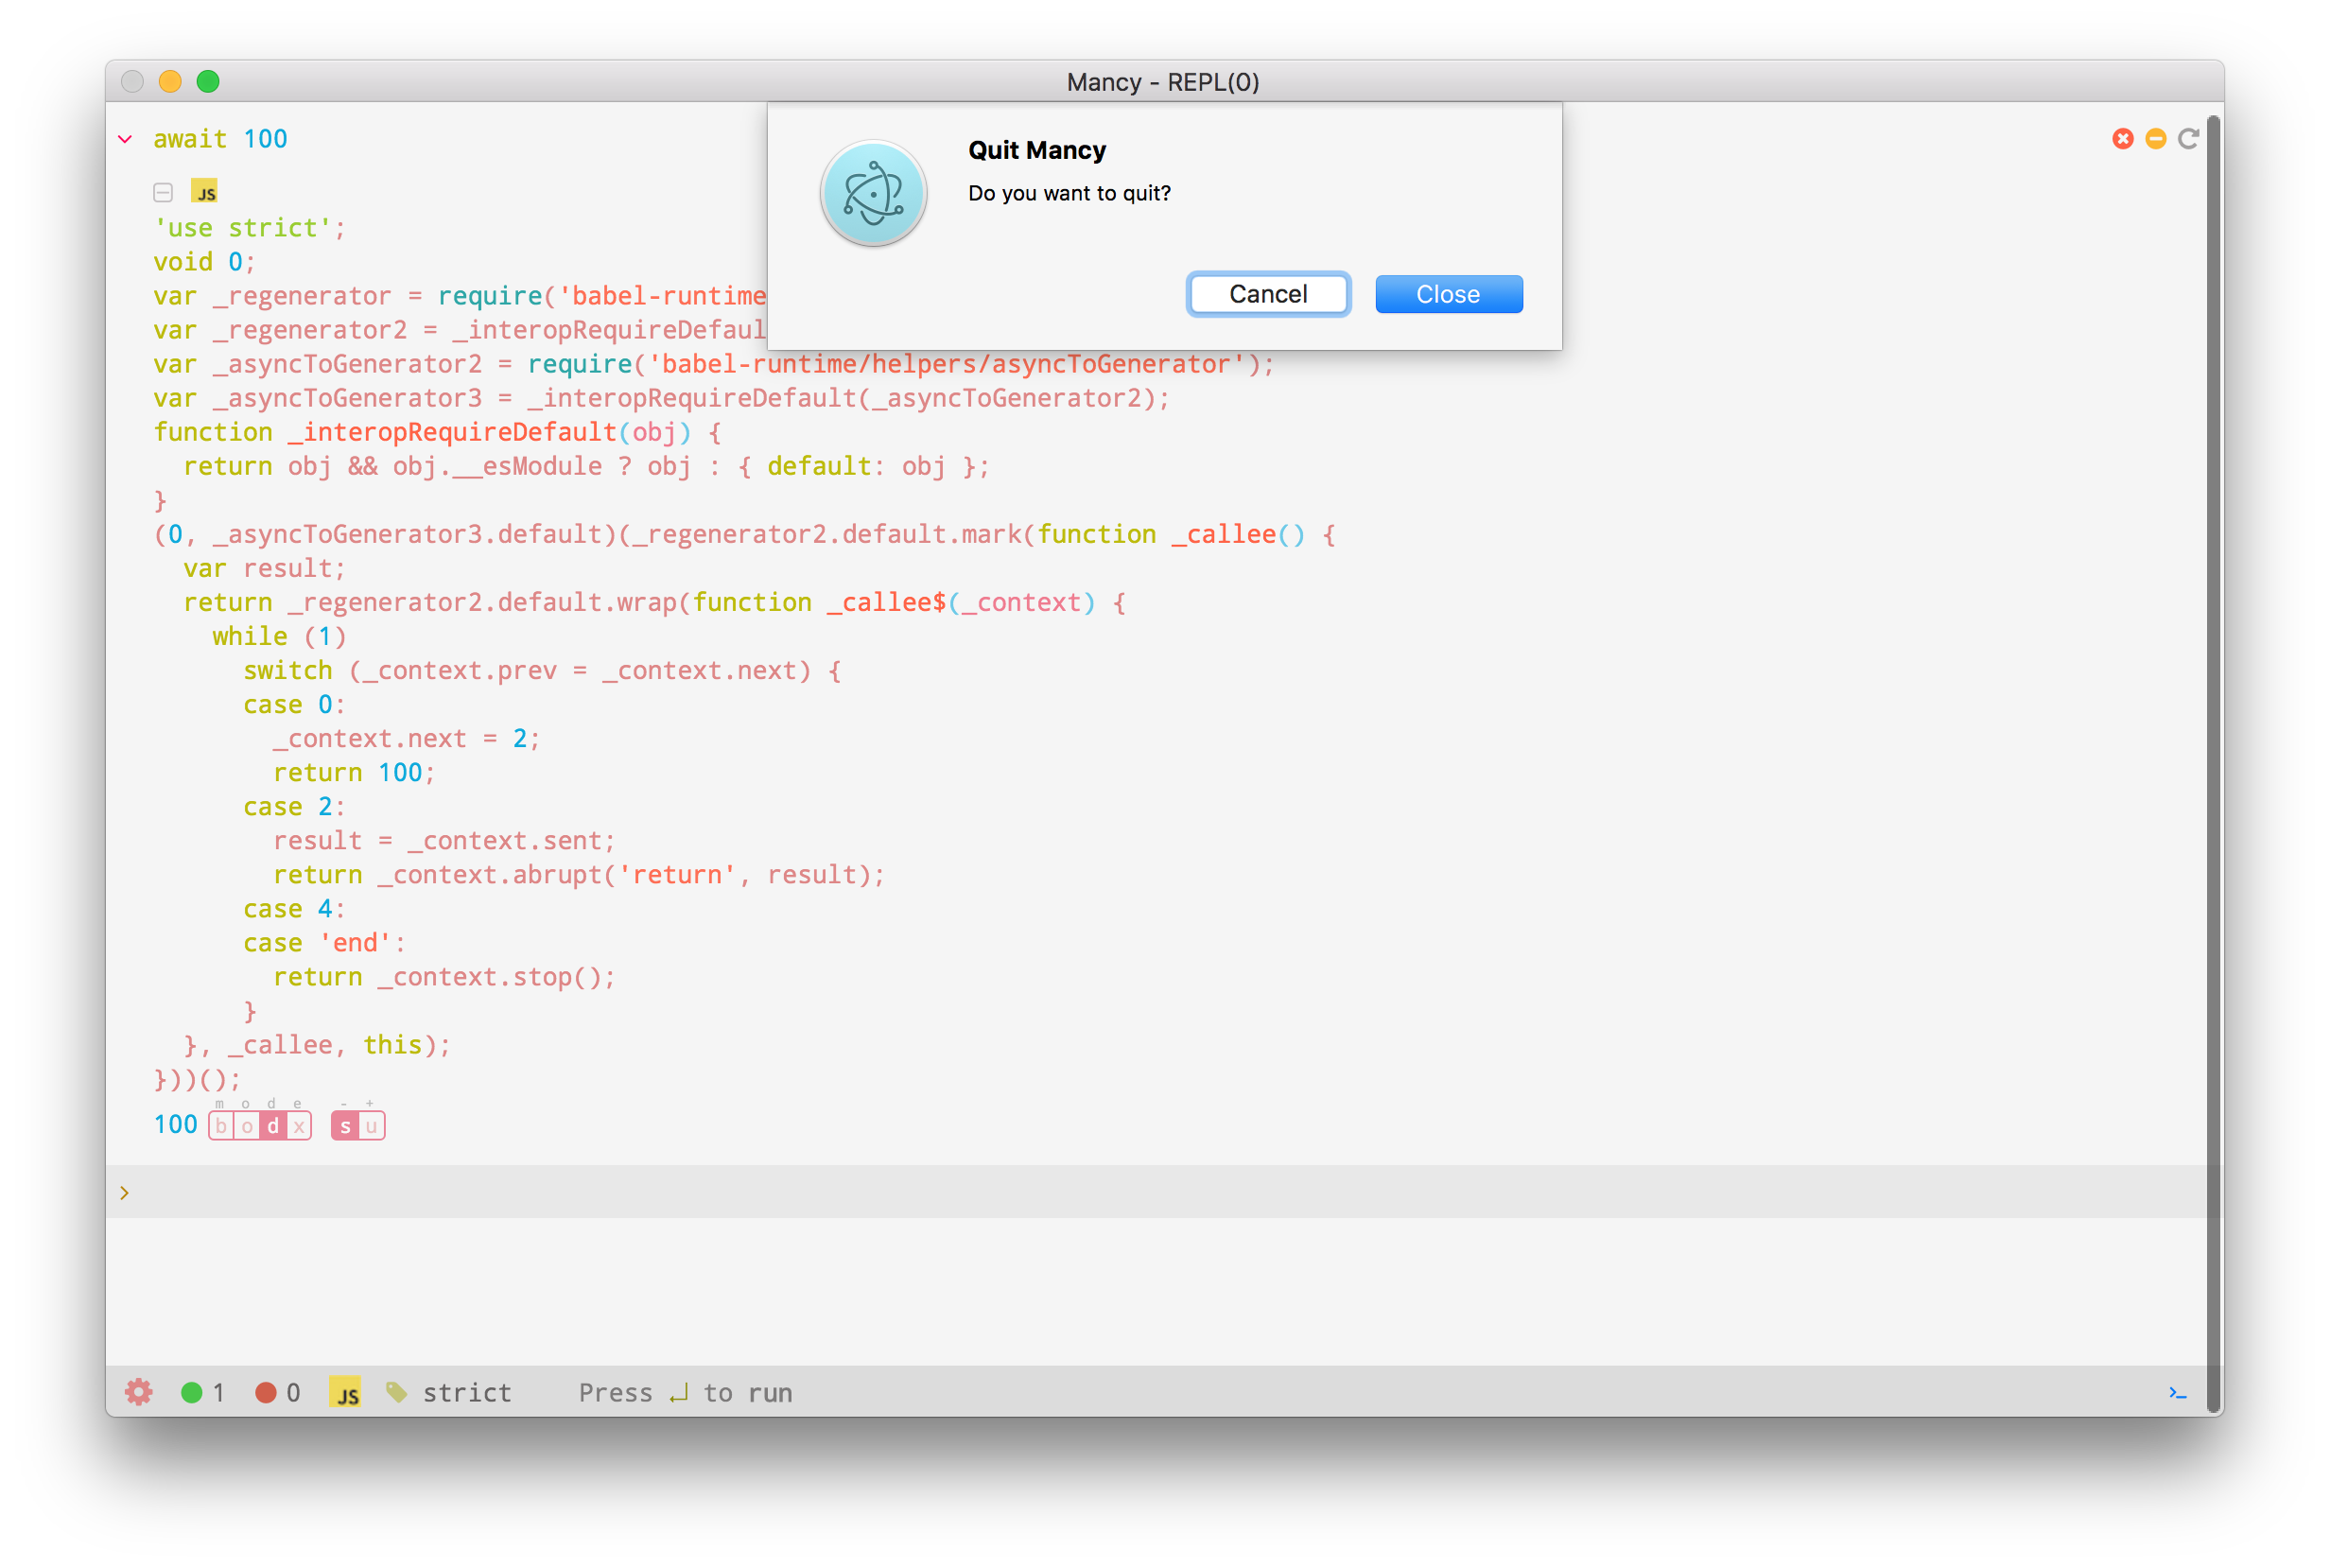 Mancy - REPL(0)
await 100
JS
'use strict';
void 0;
var _regenerator = require('babel-runtime
var _regenerator2 = _interopRequireDefaul
var _asyncToGenerator2 = require('babel-runtime/helpers/asyncToGenerator');
var _asyncToGenerator3 = _interopRequireDefault(_asyncToGenerator2);
function _interopRequireDefault(obj) {
  return obj && obj.__esModule ? obj : { default: obj };
}
(0, _asyncToGenerator3.default)(_regenerator2.default.mark(function _callee() {
  var result;
  return _regenerator2.default.wrap(function _callee$(_context) {
    while (1)
      switch (_context.prev = _context.next) {
      case 0:
        _context.next = 2;
        return 100;
      case 2:
        result = _context.sent;
        return _context.abrupt('return', result);
      case 4:
      case 'end':
        return _context.stop();
      }
  }, _callee, this);
}))();
m o d e - +
100 b o d x s u
Quit Mancy
Do you want to quit?
Cancel Close
>
1 0 JS strict Press ↵ to run >_